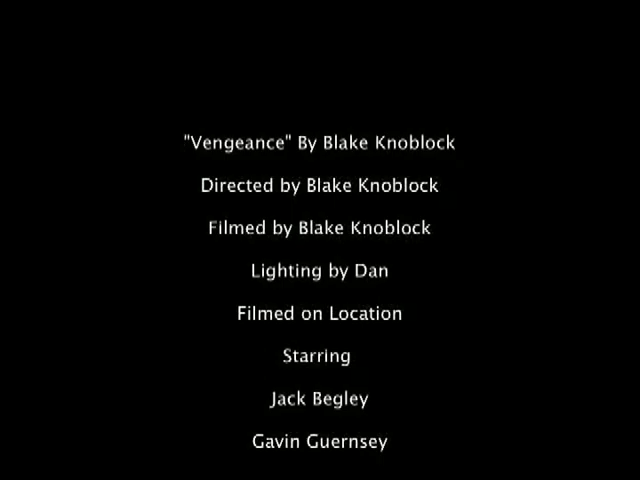 "Vengeance" By Blake Knoblock
Directed by Blake Knoblock
Filmed by Blake Knoblock
Lighting by Dan
Filmed on Location
Starring
Jack Begley
Gavin Guernsey